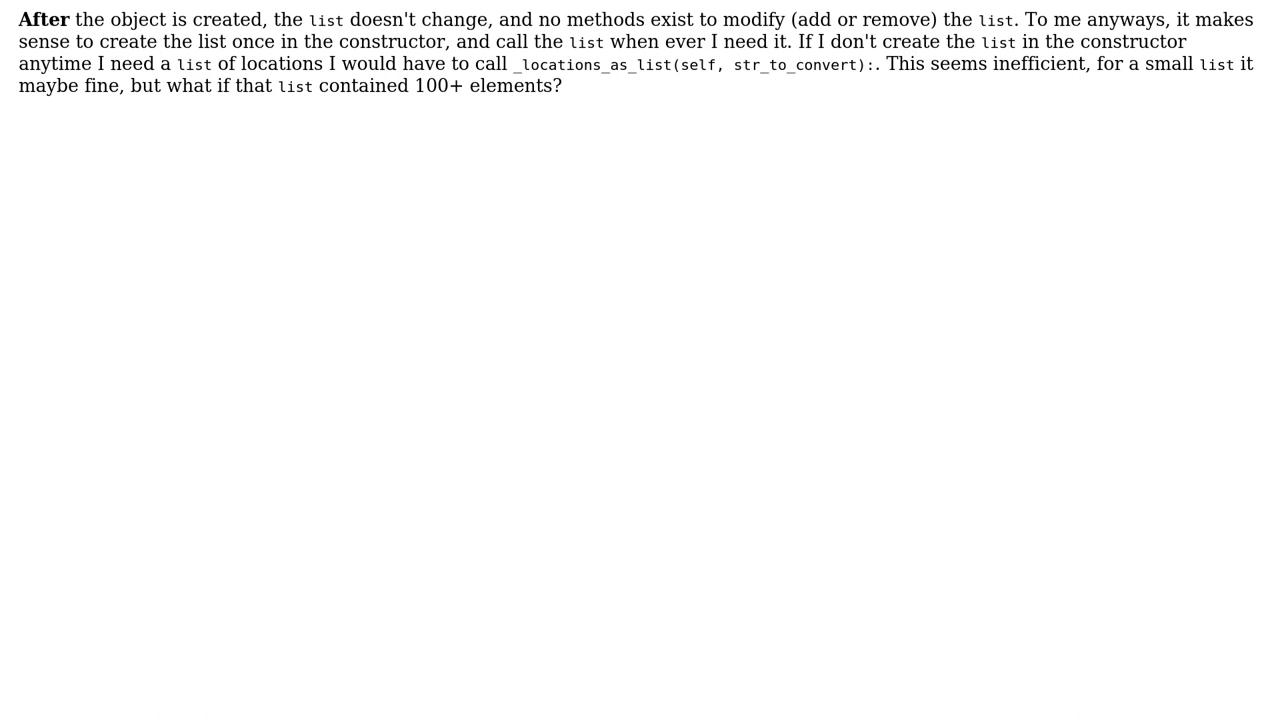 After the object is created, the list doesn't change, and no methods exist to modify (add or remove) the list. To me anyways, it makes
sense to create the list once in the constructor, and call the list when ever I need it. If I don't create the list in the constructor
anytime I need a list of locations I would have to call _locations_as_list(self, str_to_convert):. This seems inefficient, for a small list it
maybe fine, but what if that list contained 100+ elements?